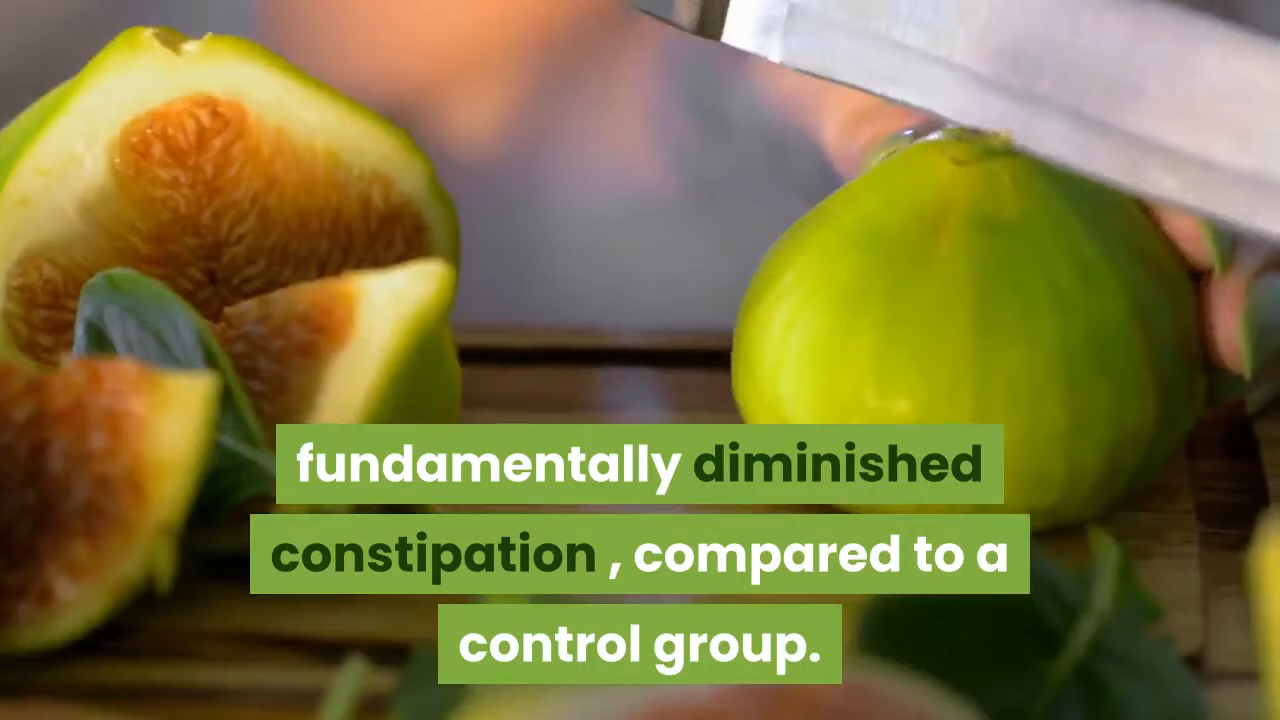 fundamentally diminished
constipation , compared to a
control group.